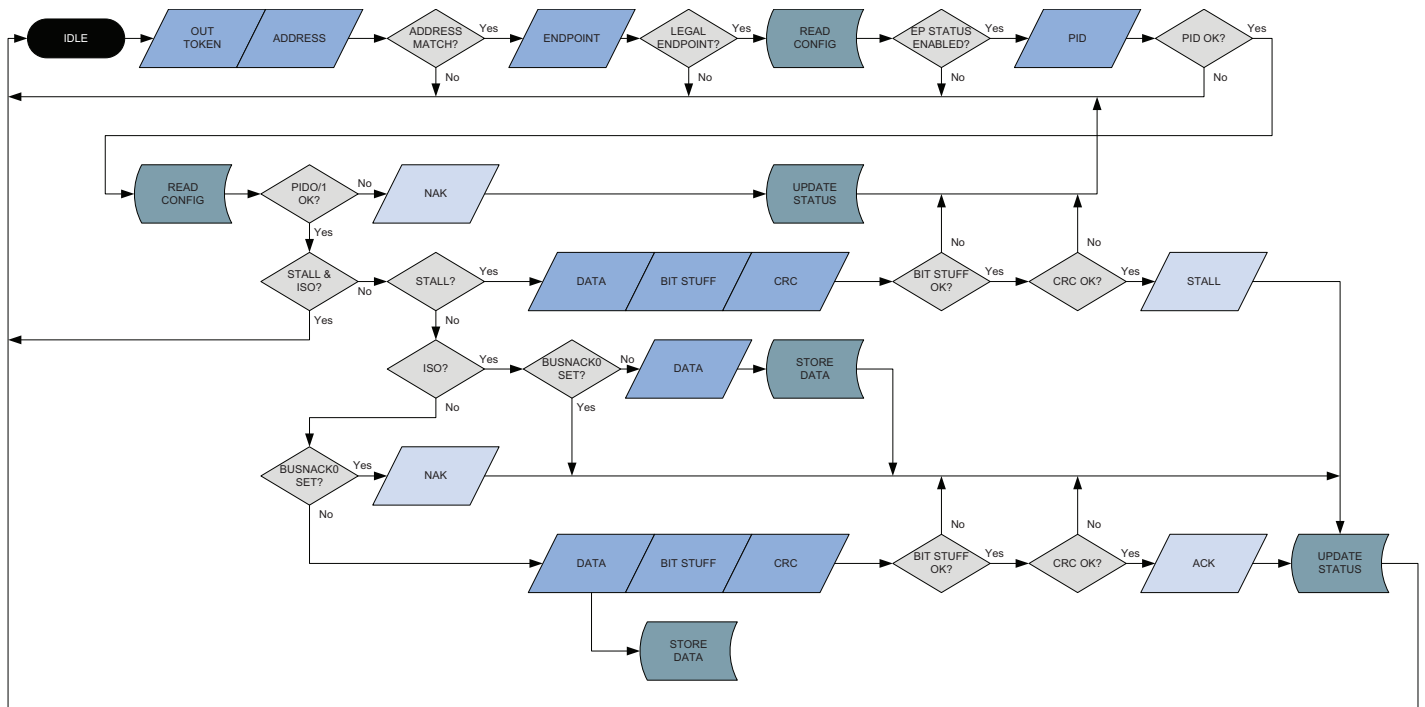 IDLE
OUT
TOKEN
ADDRESS
ADDRESS
MATCH?
Yes
No
ENDPOINT
LEGAL
ENDPOINT?
Yes
No
READ
CONFIG
EP STATUS
ENABLED?
Yes
No
PID
PID OK?
Yes
No
READ
CONFIG
PIDO/1
OK?
No
Yes
NAK
UPDATE
STATUS
STALL &
ISO?
No
Yes
STALL?
Yes
No
DATA
BIT STUFF
CRC
BIT STUFF
OK?
No
Yes
CRC OK?
No
Yes
STALL
ISO?
Yes
No
BUSNACK0
SET?
No
Yes
DATA
STORE
DATA
BUSNACK0
SET?
Yes
No
NAK
DATA
BIT STUFF
CRC
BIT STUFF
OK?
No
Yes
CRC OK?
No
Yes
ACK
UPDATE
STATUS
STORE
DATA